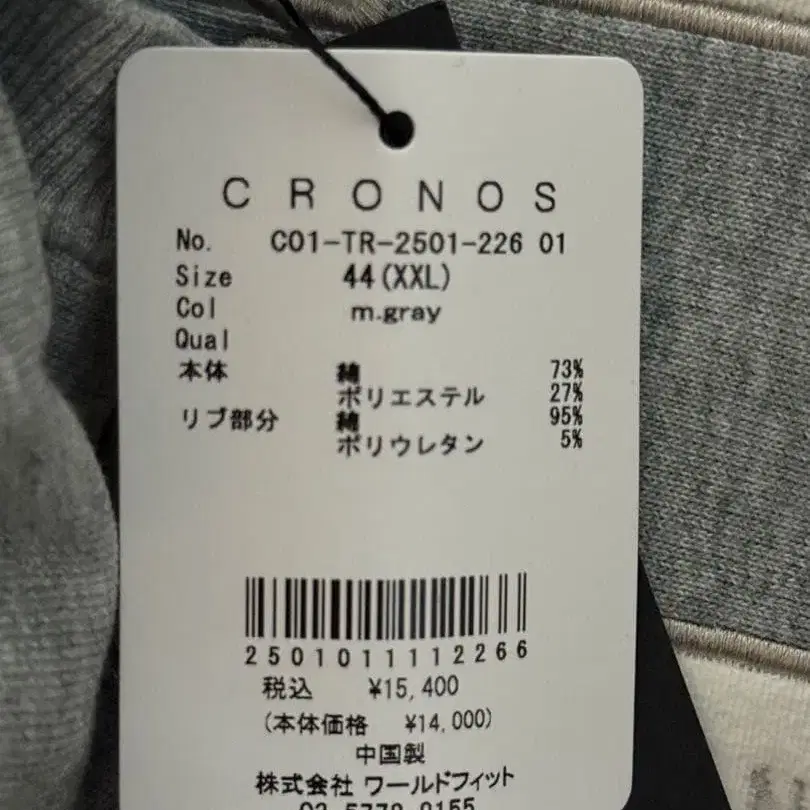 CRONOS
No. C01-TR-2501-226 01
Size 44(XXL)
Col m.gray
Qual
本体 綿 73%
ポリエステル 27%
リブ部分 綿 95%
ポリウレタン 5%
2501011112266
税込 ¥15,400
(本体価格 ¥14,000)
中国製
株式会社 ワールドフィット
03-5770-0155